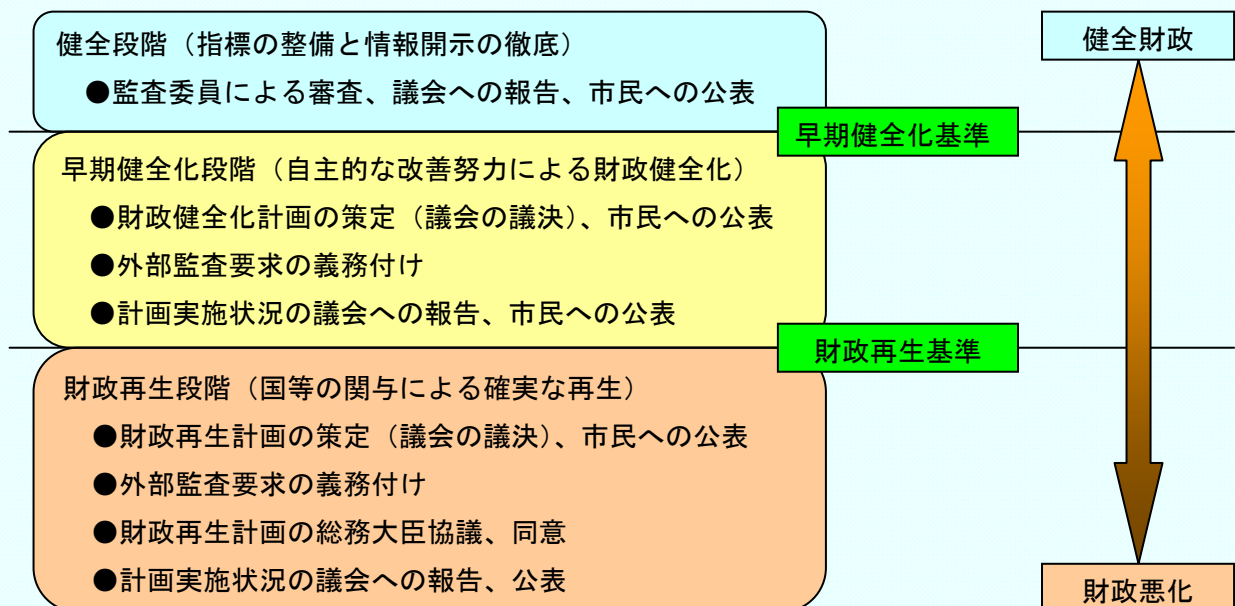 健全段階（指標の整備と情報開示の徹底）
●監査委員による審査、議会への報告、市民への公表
健全財政
早期健全化基準
早期健全化段階（自主的な改善努力による財政健全化）
●財政健全化計画の策定（議会の議決）、市民への公表
●外部監査要求の義務付け
●計画実施状況の議会への報告、市民への公表
財政再生基準
財政再生段階（国等の関与による確実な再生）
●財政再生計画の策定（議会の議決）、市民への公表
●外部監査要求の義務付け
●財政再生計画の総務大臣協議、同意
●計画実施状況の議会への報告、公表
財政悪化